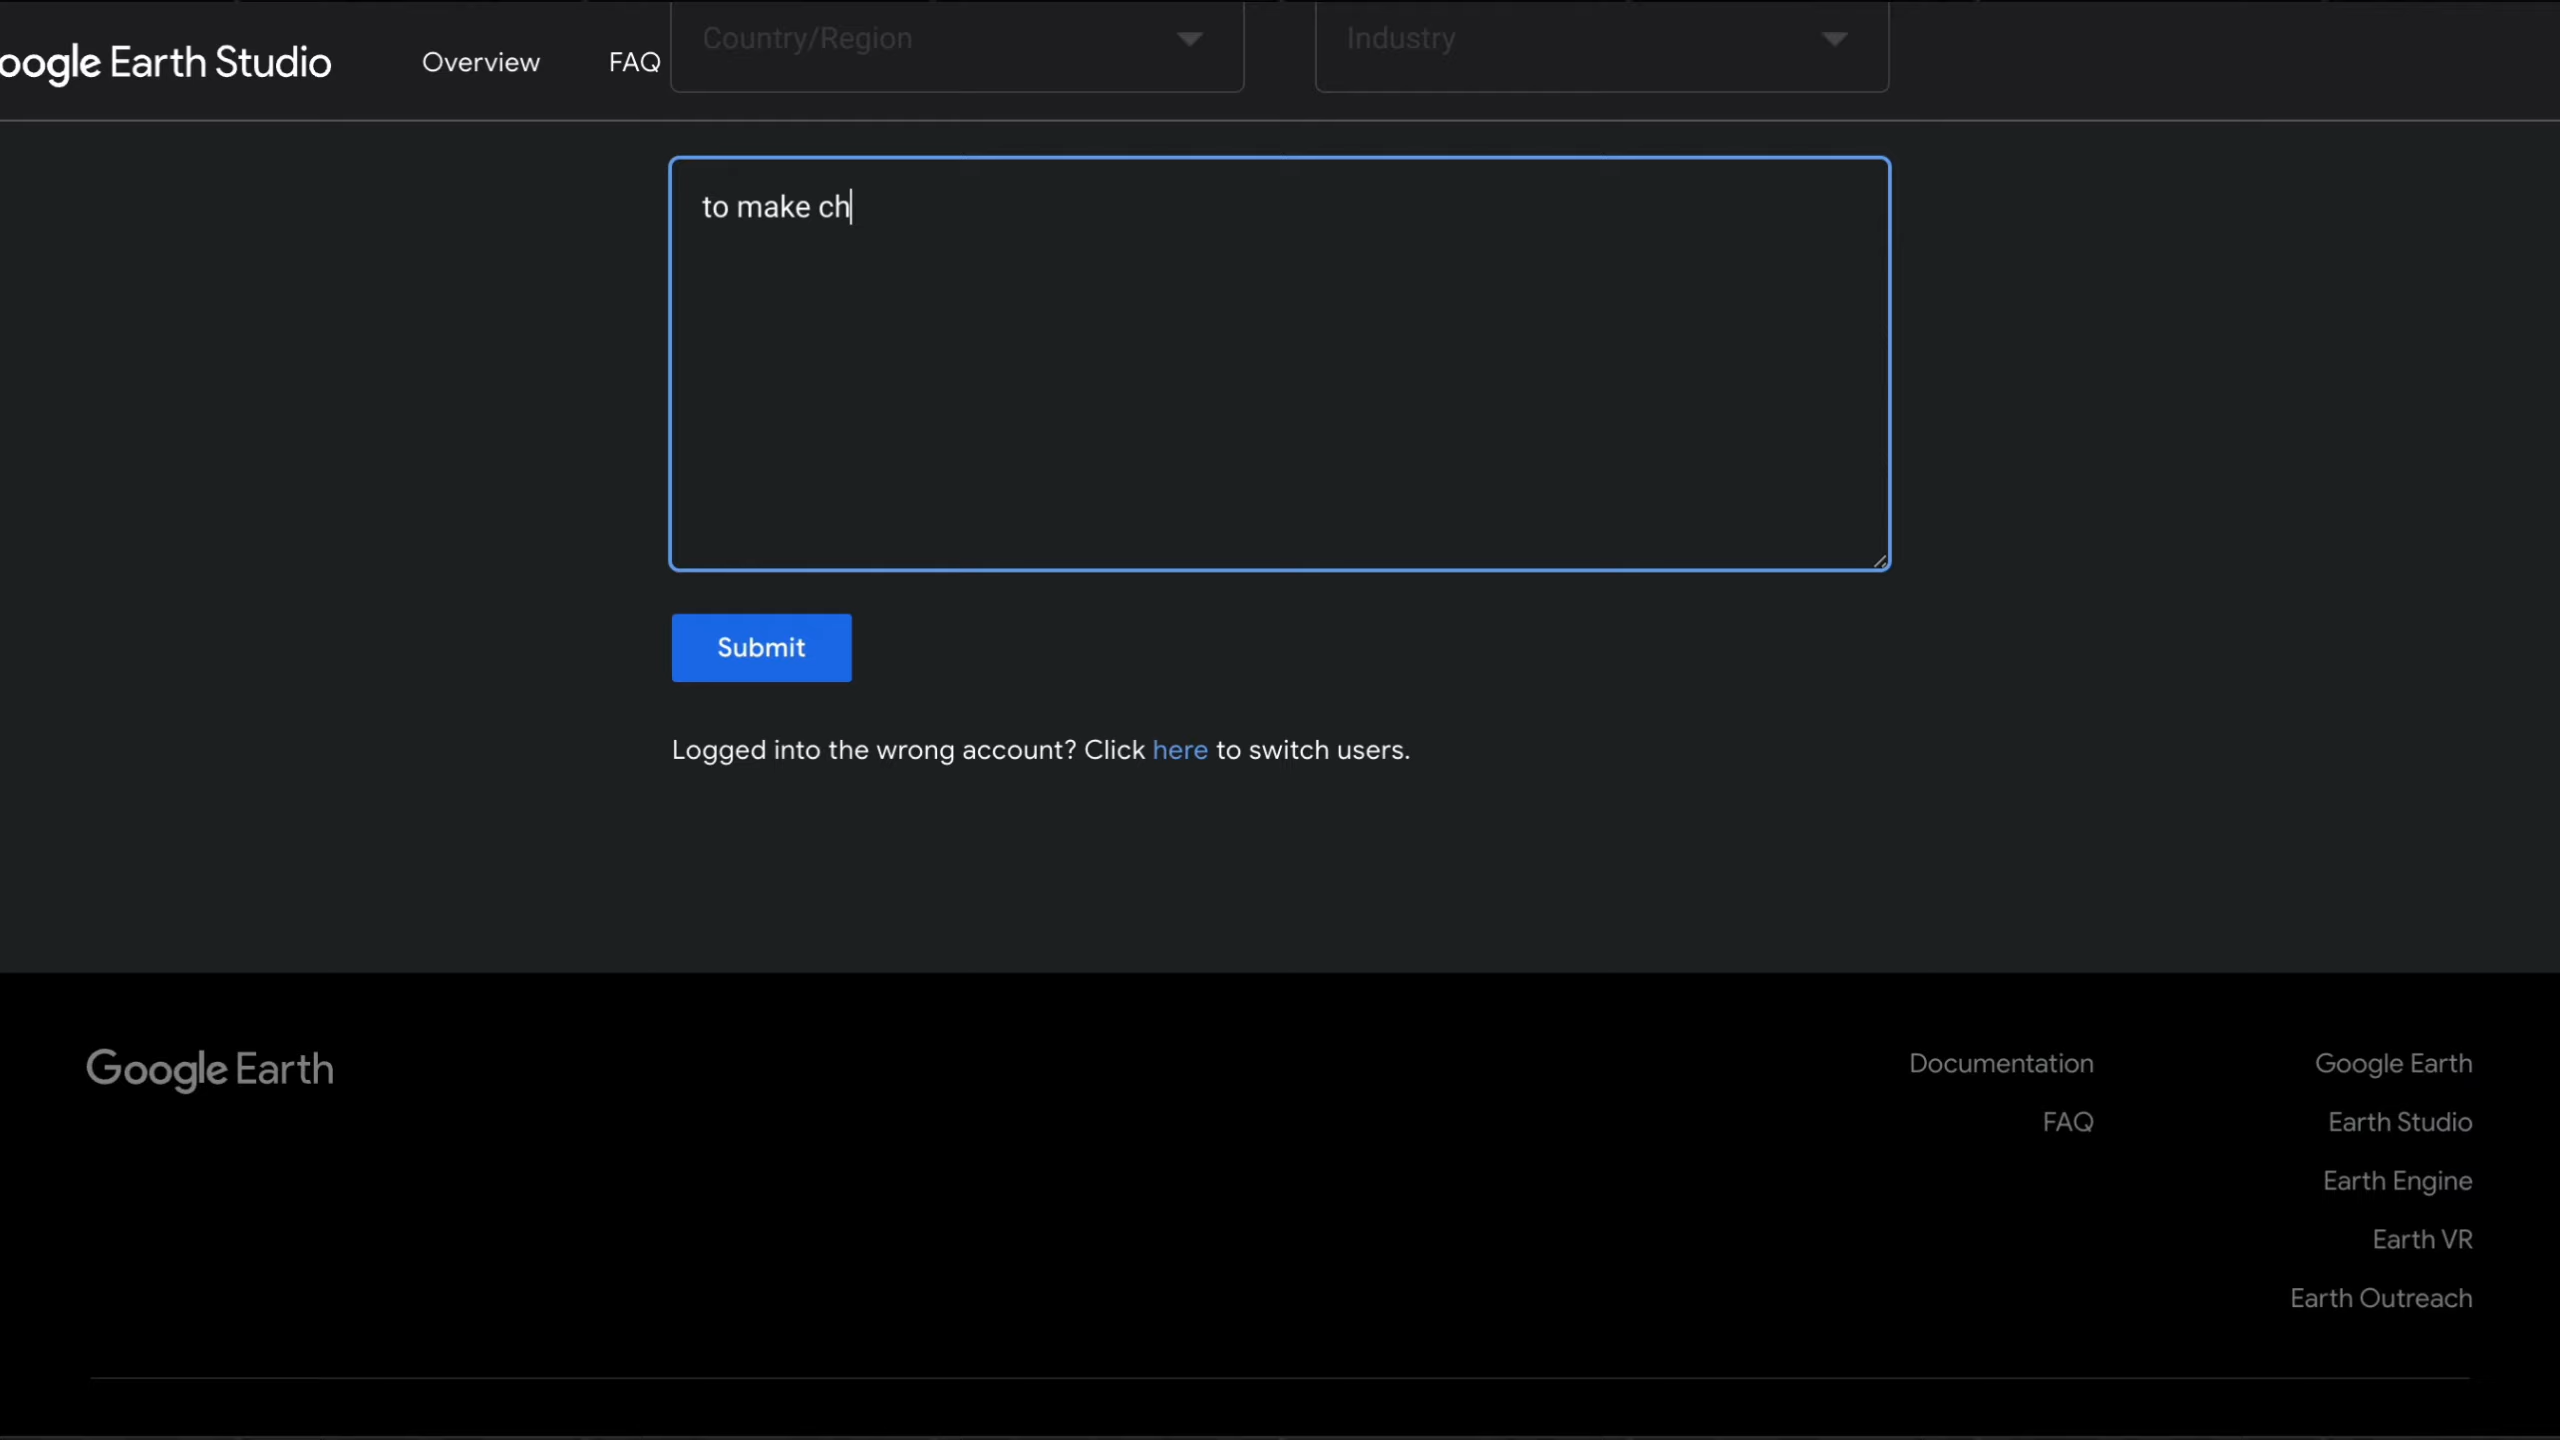 Country/Region
Industry
oogle Earth Studio
Overview
FAQ
to make ch
Submit
Logged into the wrong account? Click here to switch users.
Google Earth
Documentation
FAQ
Google Earth
Earth Studio
Earth Engine
Earth VR
Earth Outreach